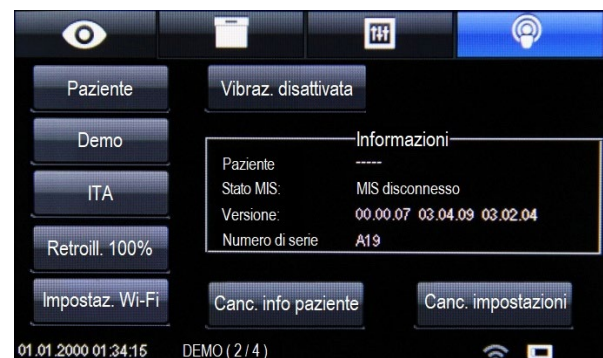 Paziente
Vibraz. disattivata
Demo
Informazioni
Paziente -----
ITA
Stato MIS: MIS disconnesso
Versione: 00.00.07 03.04.09 03.02.04
Numero di serie A19
Retroill. 100%
Impostaz. Wi-Fi
Canc. info paziente
Canc. impostazioni
01.01.2000 01:34:15 DEMO ( 2 / 4 )